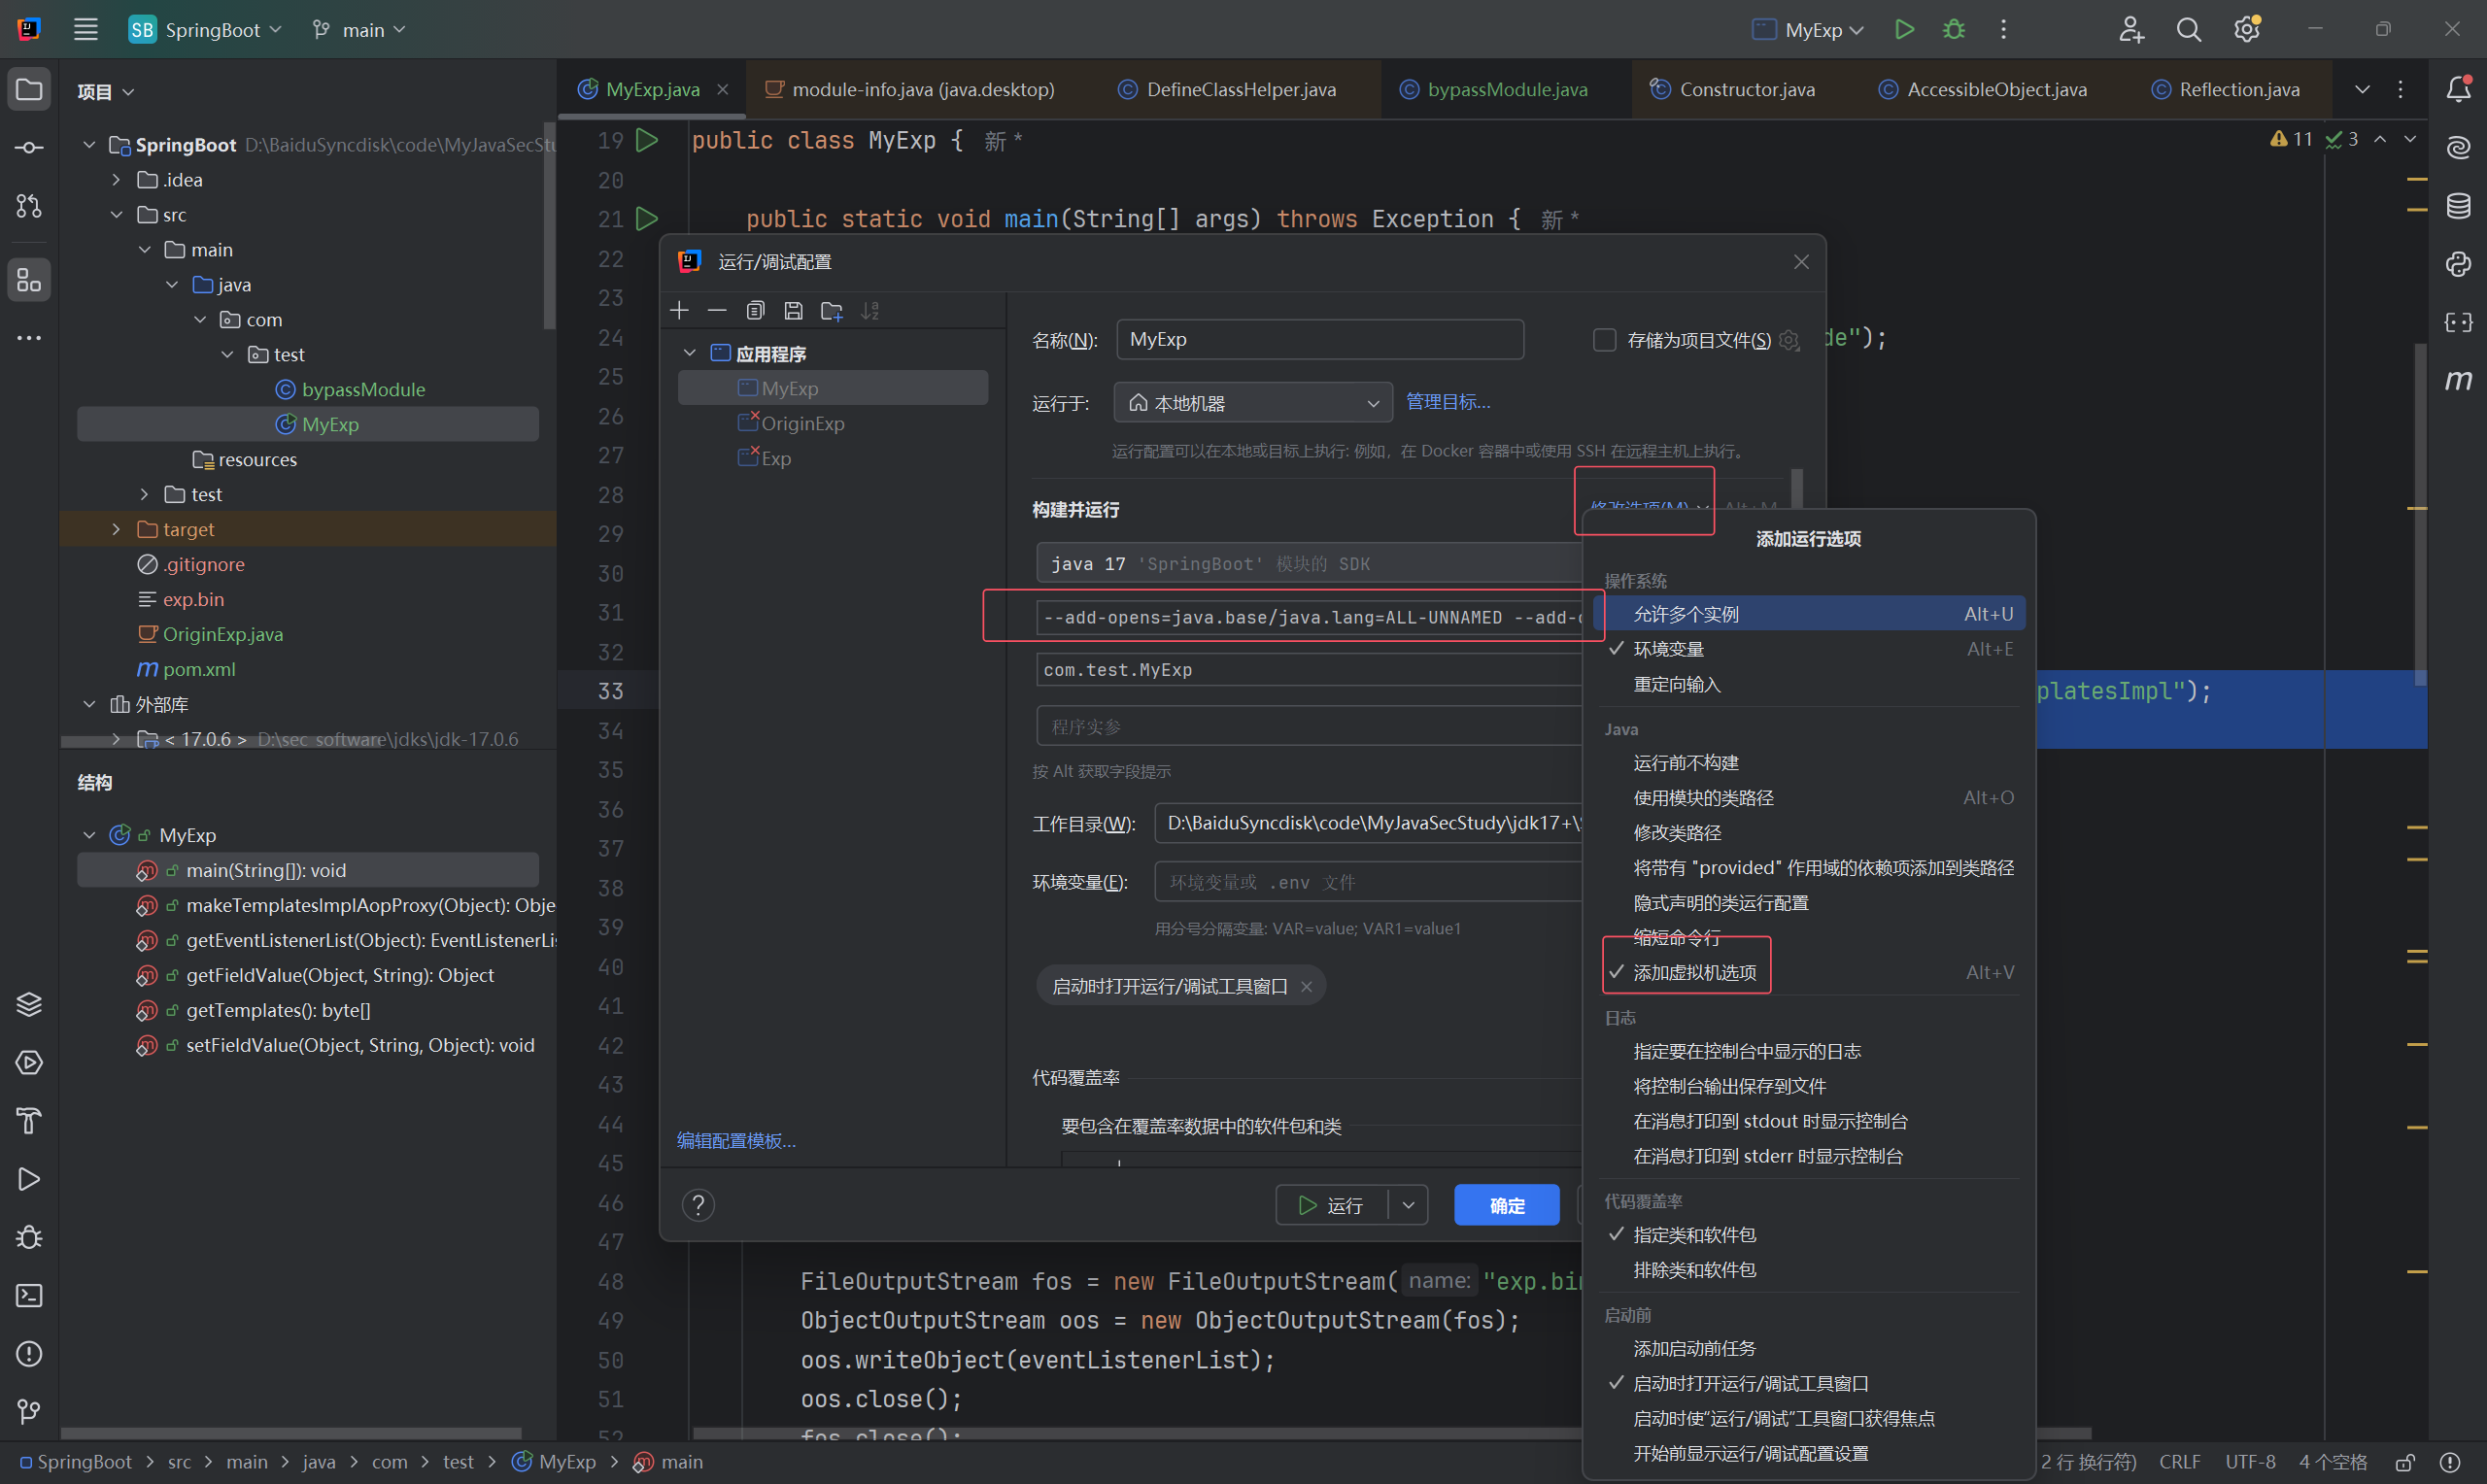 SB SpringBoot main MyExp
项目
MyExp.java module-info.java (java.desktop) DefineClassHelper.java bypassModule.java Constructor.java AccessibleObject.java Reflection.java
SpringBoot D:\BaiduSyncdisk\code\MyJavaSecStu
.idea
src
main
java
com
test
bypassModule
MyExp
resources
test
target
.gitignore
exp.bin
OriginExp.java
pom.xml
外部库
< 17.0.6 > D:\sec_software\jdks\jdk-17.0.6
结构
MyExp
main(String[]): void
makeTemplatesImplAopProxy(Object): Obje
getEventListenerList(Object): EventListenerLis
getFieldValue(Object, String): Object
getTemplates(): byte[]
setFieldValue(Object, String, Object): void
11 3
19 public class MyExp { 新 *
20
21 public static void main(String[] args) throws Exception { 新 *
22
23
24 de");
25
26
27
28
29
30
31
32
33 platesImpl");
34
35
36
37
38
39
40
41
42
43
44
45
46
47
48 FileOutputStream fos = new FileOutputStream( name: "exp.bin
49 ObjectOutputStream oos = new ObjectOutputStream(fos);
50 oos.writeObject(eventListenerList);
51 oos.close();
52 fos.close();
运行/调试配置
应用程序
MyExp
OriginExp
Exp
编辑配置模板...
名称(N): MyExp 存储为项目文件(S)
运行于: 本地机器 管理目标...
运行配置可以在本地或目标上执行: 例如，在 Docker 容器中或使用 SSH 在远程主机上执行。
构建并运行 修改选项(M) Alt+M
java 17 'SpringBoot' 模块的 SDK
--add-opens=java.base/java.lang=ALL-UNNAMED --add-o
com.test.MyExp
程序实参
按 Alt 获取字段提示
工作目录(W): D:\BaiduSyncdisk\code\MyJavaSecStudy\jdk17+\S
环境变量(E): 环境变量或 .env 文件
用分号分隔变量: VAR=value; VAR1=value1
启动时打开运行/调试工具窗口
代码覆盖率
要包含在覆盖率数据中的软件包和类
? 运行 确定
添加运行选项
操作系统
允许多个实例 Alt+U
环境变量 Alt+E
重定向输入
Java
运行前不构建
使用模块的类路径 Alt+O
修改类路径
将带有 "provided" 作用域的依赖项添加到类路径
隐式声明的类运行配置
缩短命令行
添加虚拟机选项 Alt+V
日志
指定要在控制台中显示的日志
将控制台输出保存到文件
在消息打印到 stdout 时显示控制台
在消息打印到 stderr 时显示控制台
代码覆盖率
指定类和软件包
排除类和软件包
启动前
添加启动前任务
启动时打开运行/调试工具窗口
启动时使"运行/调试"工具窗口获得焦点
开始前显示运行/调试配置设置
SpringBoot > src > main > java > com > test > MyExp > main 2 行 换行符) CRLF UTF-8 4 个空格